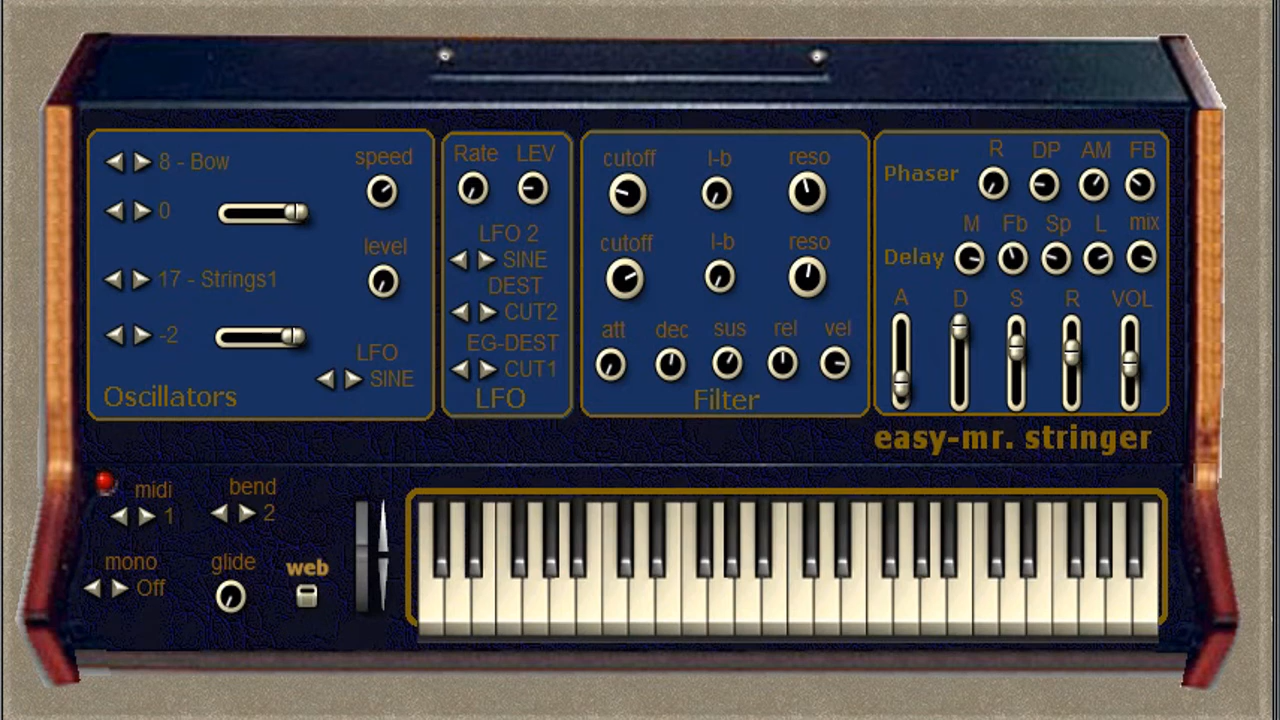 8 - Bow
speed
0
level
17 - Strings1
-2
LFO
SINE
Oscillators
Rate LEV
LFO 2
SINE
DEST
CUT2
EG-DEST
CUT1
LFO
cutoff l-b reso
cutoff l-b reso
att dec sus rel vel
Filter
R DP AM FB
Phaser
M Fb Sp L mix
Delay
A D S R VOL
easy-mr. stringer
midi bend
1 2
mono glide web
Off